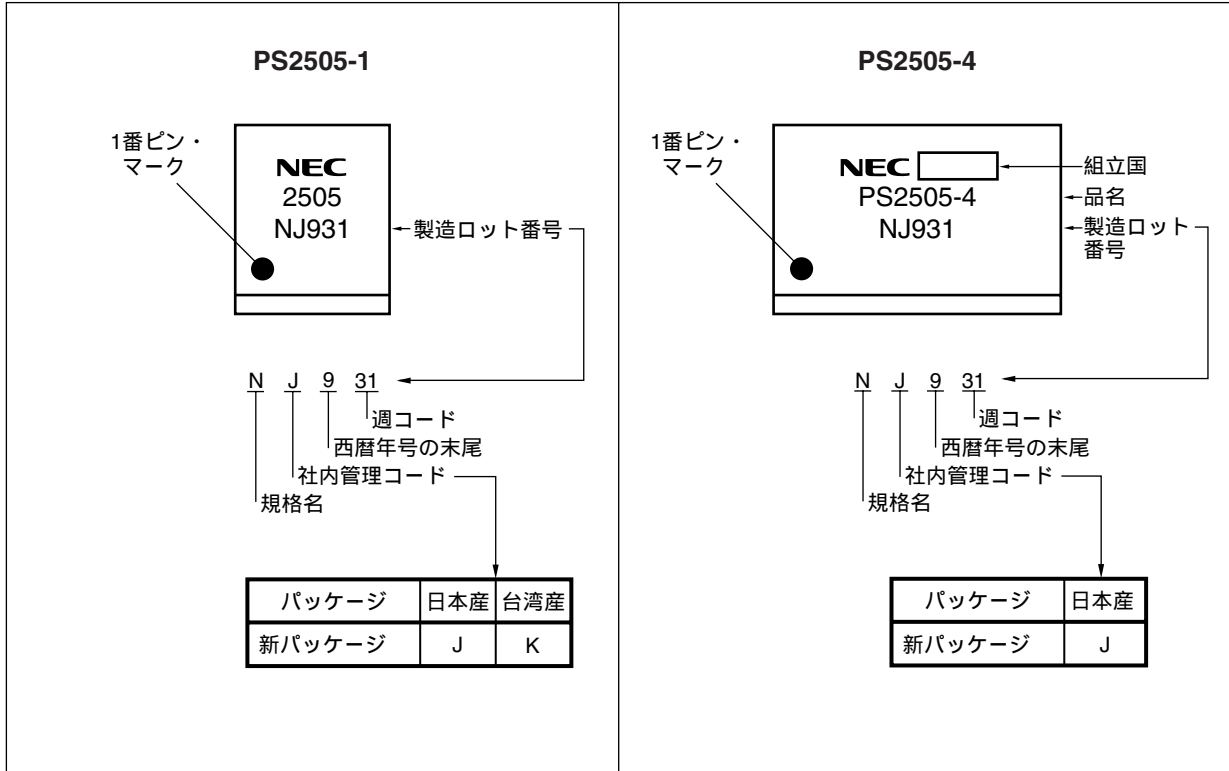 PS2505-1
1番ピン・
マーク
NEC
2505
NJ931
製造ロット番号
N J 9 31
週コード
西暦年号の末尾
社内管理コード
規格名
パッケージ 日本産 台湾産
新パッケージ J K
PS2505-4
1番ピン・
マーク
NEC
組立国
PS2505-4
品名
NJ931
製造ロット
番号
N J 9 31
週コード
西暦年号の末尾
社内管理コード
規格名
パッケージ 日本産
新パッケージ J